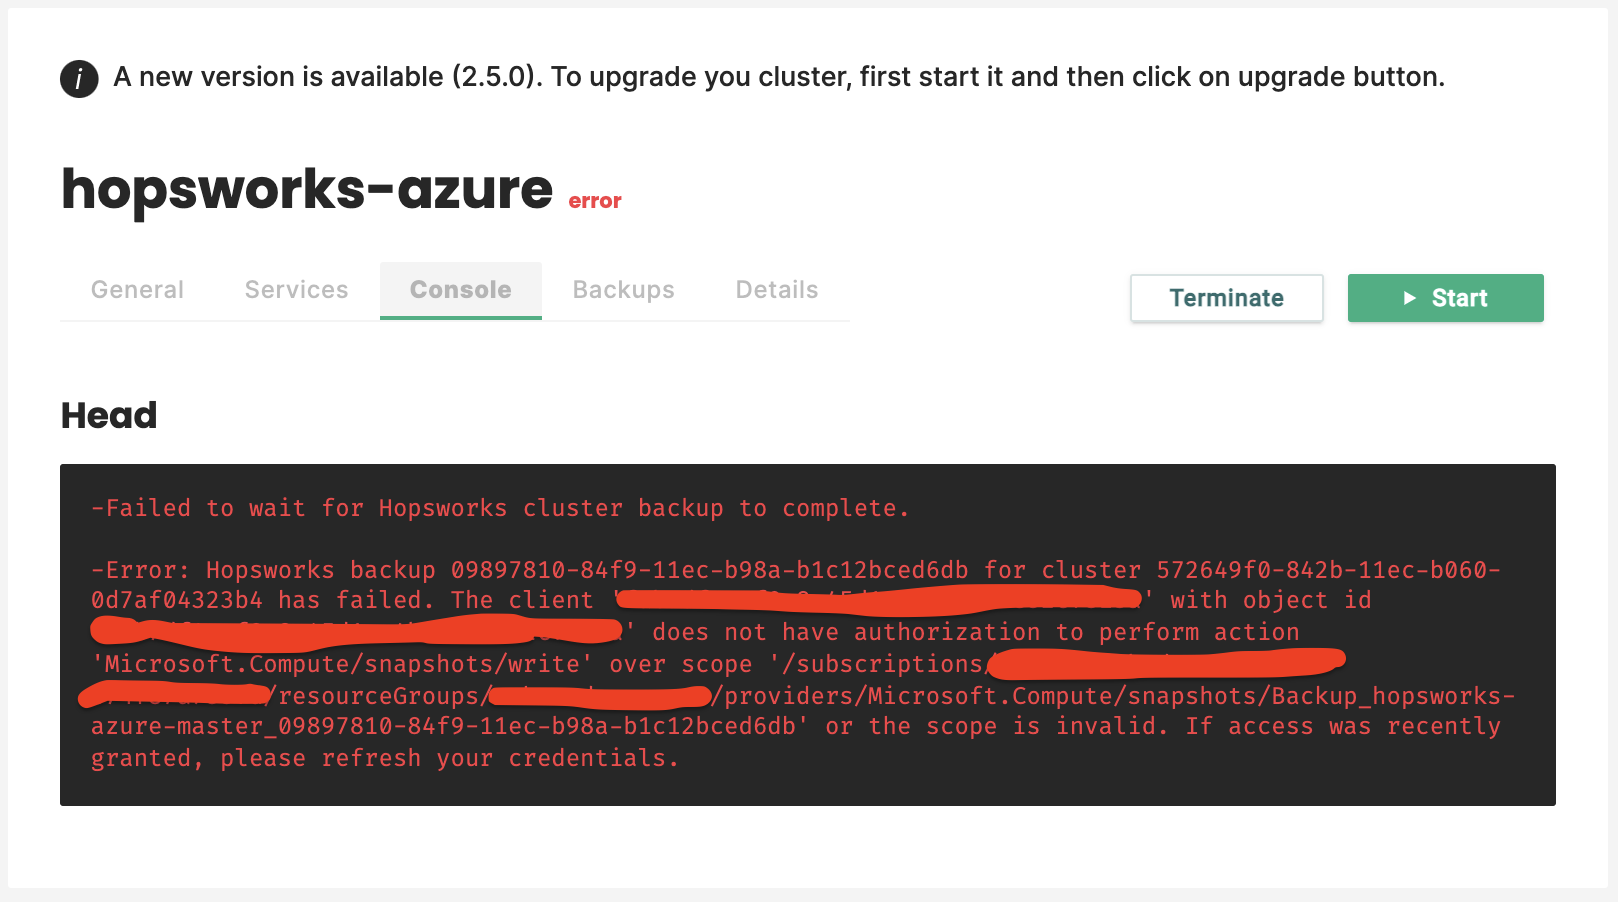 i A new version is available (2.5.0). To upgrade you cluster, first start it and then click on upgrade button.
hopsworks-azure error
General Services Console Backups Details Terminate Start
Head
-Failed to wait for Hopsworks cluster backup to complete.
-Error: Hopsworks backup 09897810-84f9-11ec-b98a-b1c12bced6db for cluster 572649f0-842b-11ec-b060-
0d7af04323b4 has failed. The client ' ' with object id
' does not have authorization to perform action
'Microsoft.Compute/snapshots/write' over scope '/subscriptions/
/resourceGroups/ /providers/Microsoft.Compute/snapshots/Backup_hopsworks-
azure-master_09897810-84f9-11ec-b98a-b1c12bced6db' or the scope is invalid. If access was recently
granted, please refresh your credentials.